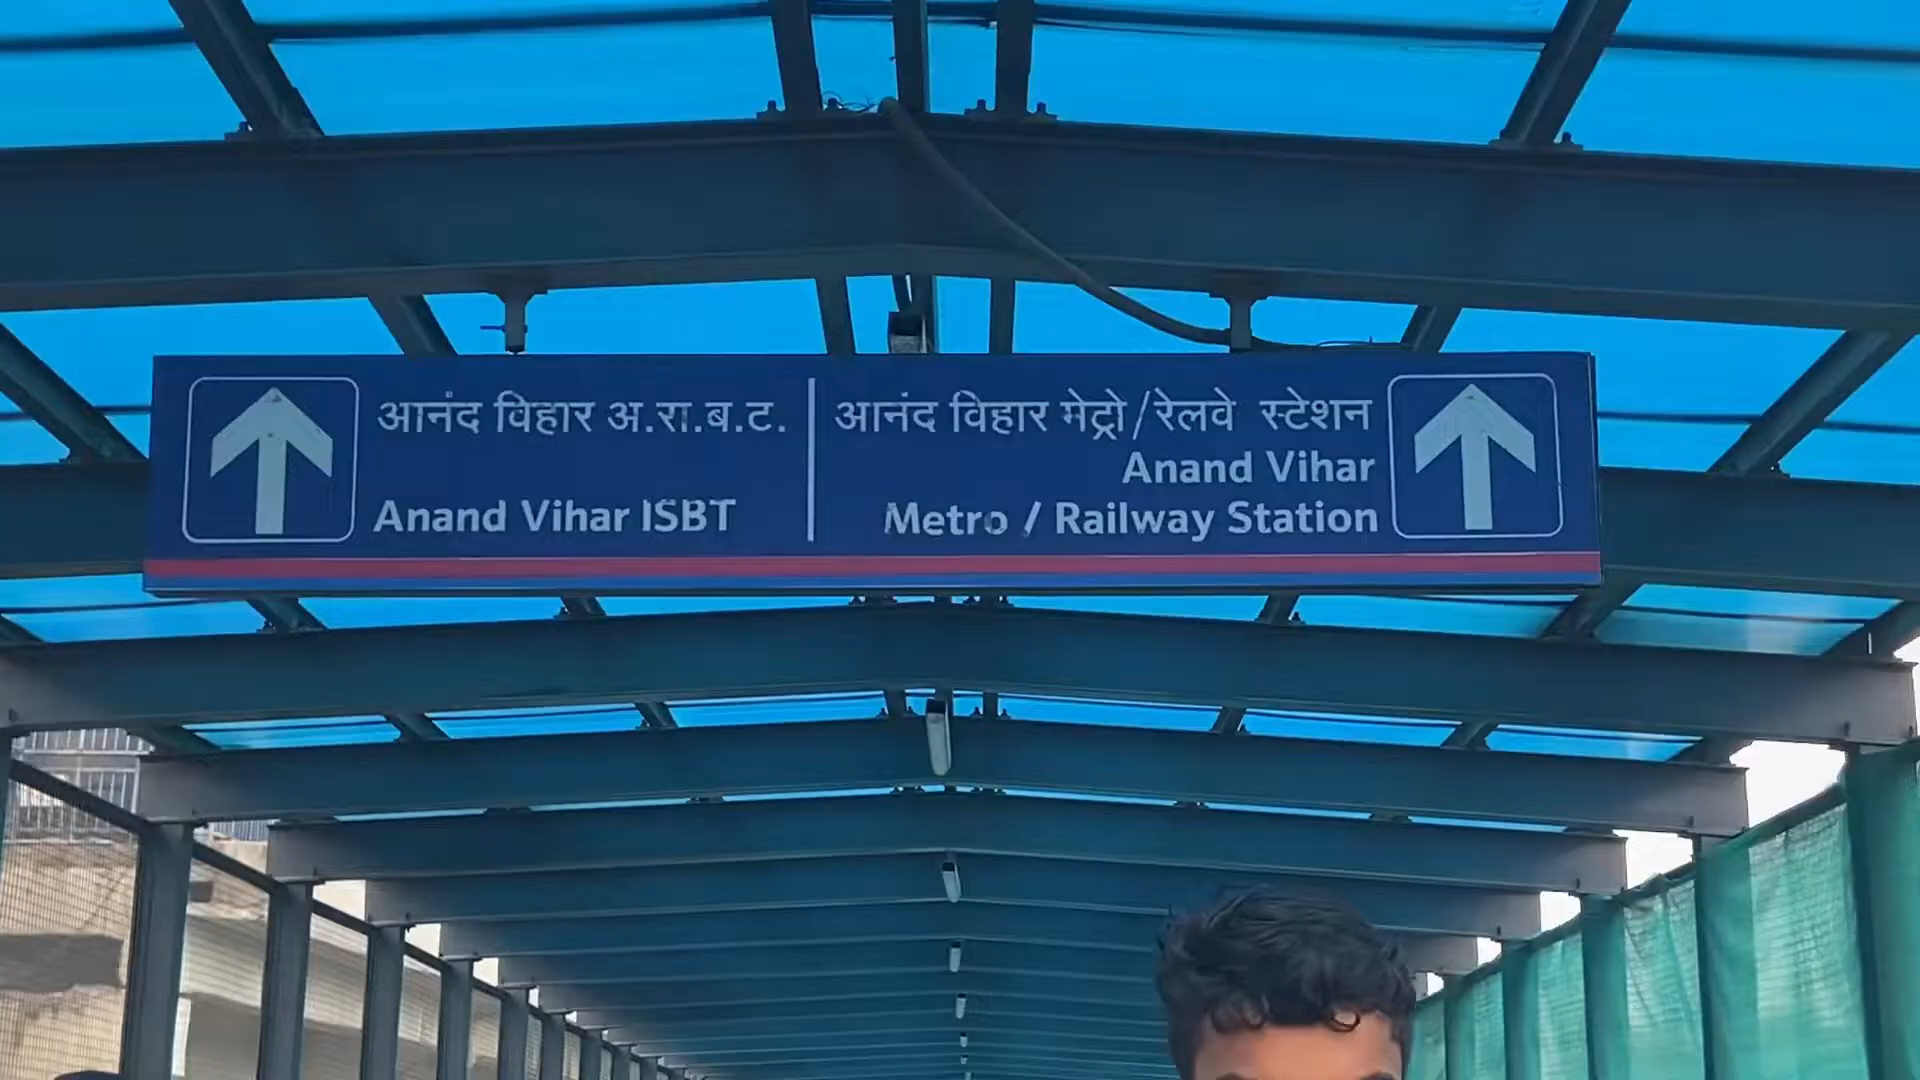 आनंद विहार अ.रा.ब.ट.
Anand Vihar ISBT
आनंद विहार मेट्रो/रेलवे स्टेशन
Anand Vihar
Metro / Railway Station